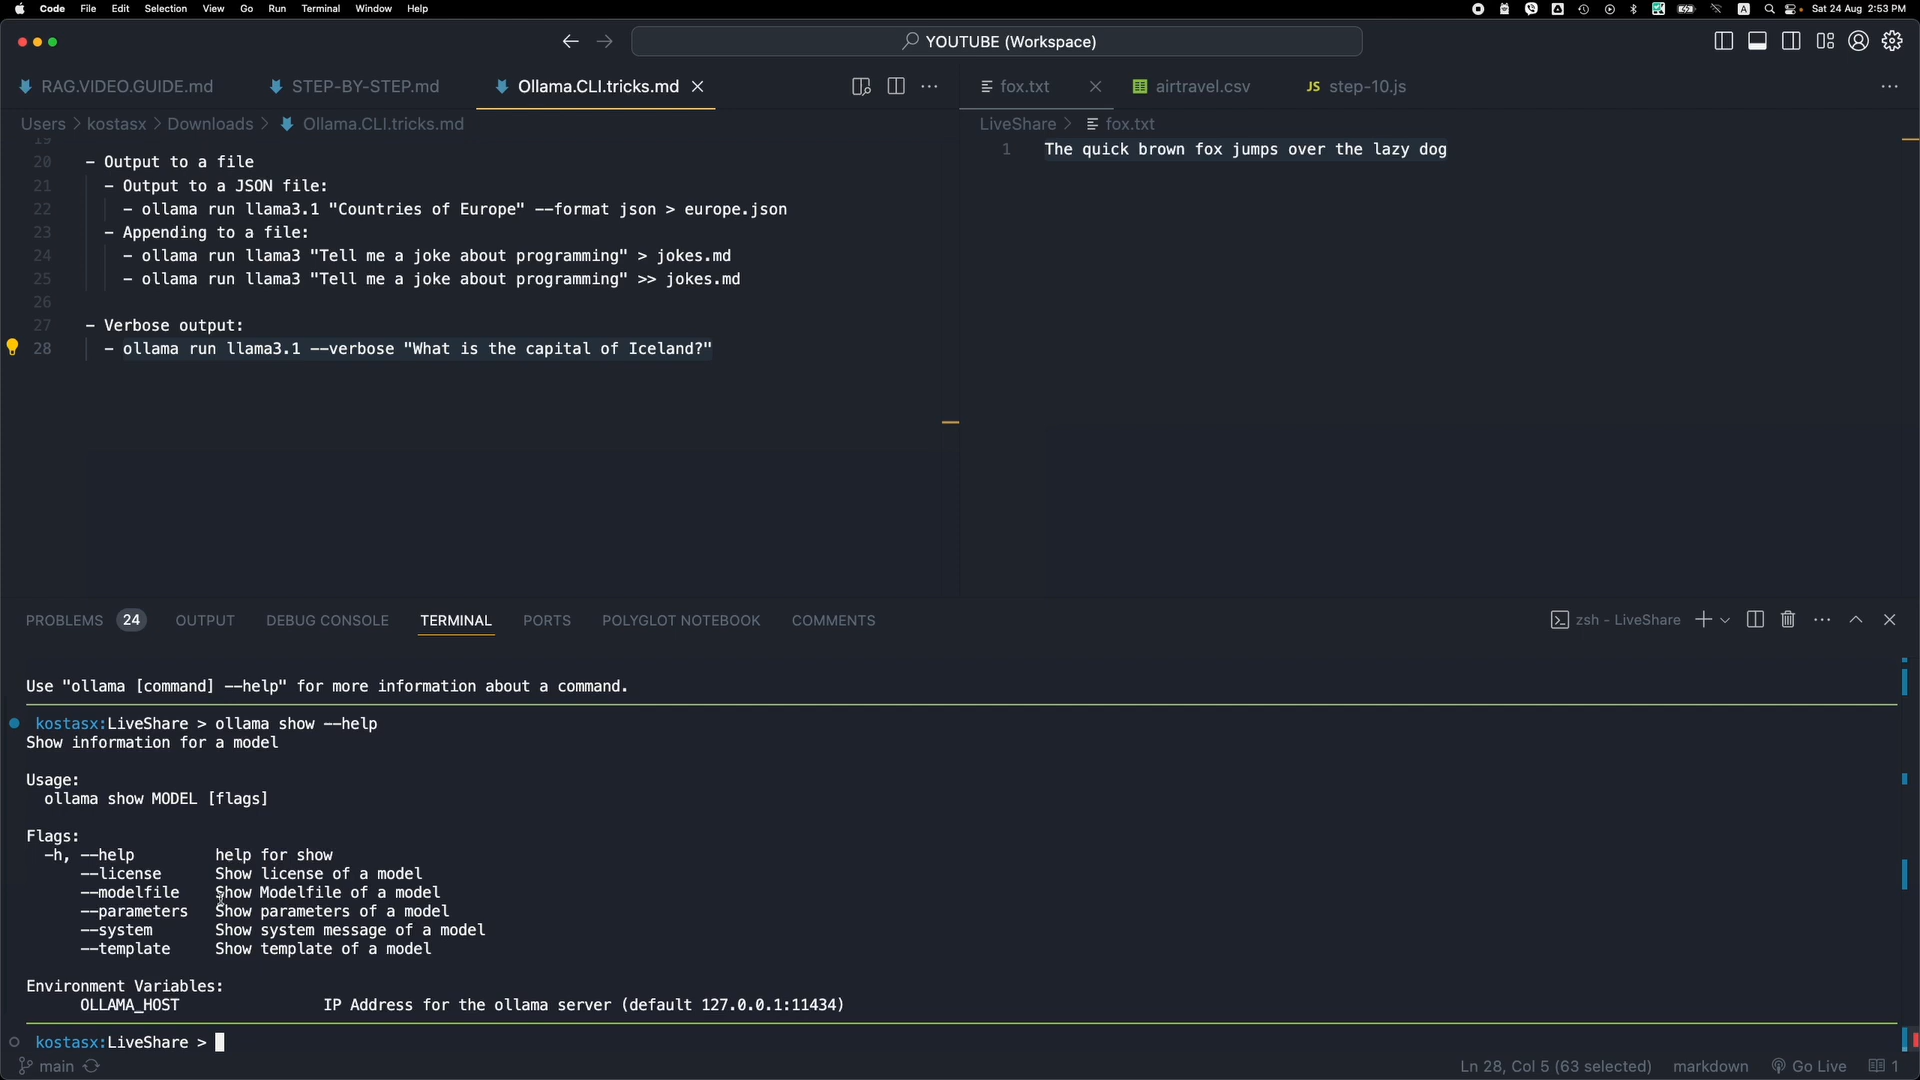 Code File Edit Selection View Go Run Terminal Window Help
Sat 24 Aug 2:53 PM
YOUTUBE (Workspace)
RAG.VIDEO.GUIDE.md STEP-BY-STEP.md Ollama.CLI.tricks.md
fox.txt airtravel.csv JS step-10.js
Users > kostasx > Downloads > Ollama.CLI.tricks.md
LiveShare > fox.txt
19
20 - Output to a file
21 - Output to a JSON file:
22 - ollama run llama3.1 "Countries of Europe" --format json > europe.json
23 - Appending to a file:
24 - ollama run llama3 "Tell me a joke about programming" > jokes.md
25 - ollama run llama3 "Tell me a joke about programming" >> jokes.md
26
27 - Verbose output:
28 - ollama run llama3.1 --verbose "What is the capital of Iceland?"
1 The quick brown fox jumps over the lazy dog
PROBLEMS 24 OUTPUT DEBUG CONSOLE TERMINAL PORTS POLYGLOT NOTEBOOK COMMENTS
zsh - LiveShare
Use "ollama [command] --help" for more information about a command.
kostasx:LiveShare > ollama show --help
Show information for a model
Usage:
ollama show MODEL [flags]
Flags:
-h, --help help for show
--license Show license of a model
--modelfile Show Modelfile of a model
--parameters Show parameters of a model
--system Show system message of a model
--template Show template of a model
Environment Variables:
OLLAMA_HOST IP Address for the ollama server (default 127.0.0.1:11434)
kostasx:LiveShare >
main
Ln 28, Col 5 (63 selected) markdown Go Live 1